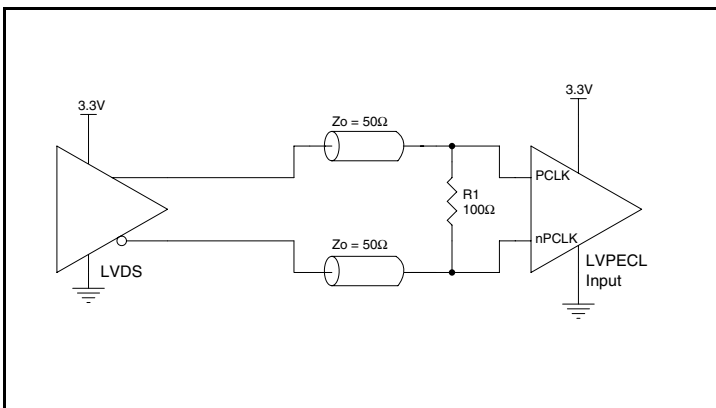 3.3V
LVDS
Zo = 50Ω
Zo = 50Ω
R1
100Ω
3.3V
PCLK
nPCLK
LVPECL
Input